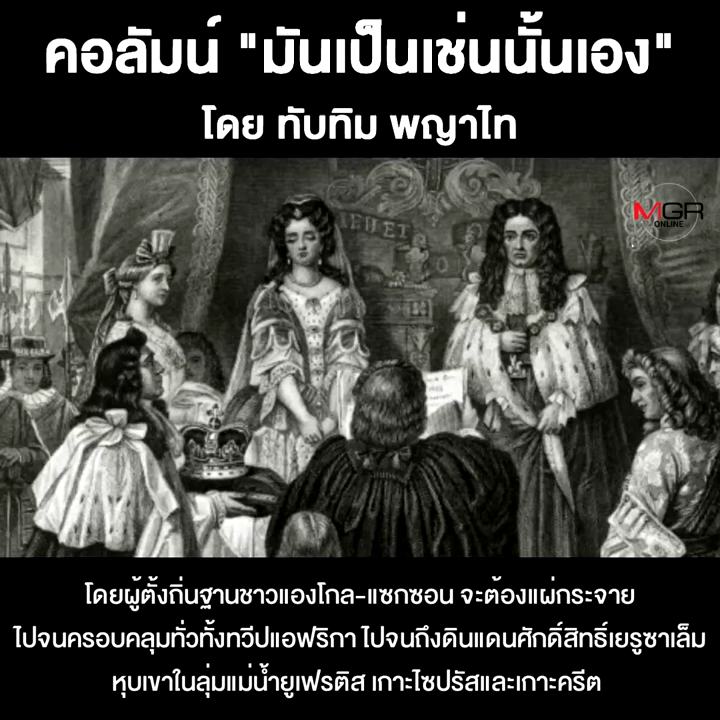 คอลัมน์ "มันเป็นเช่นนั้นเอง"
โดย ทับทิม พญาไท
MGR
ONLINE
โดยผู้ตั้งถิ่นฐานชาวแองโกล-แซกซอน จะต้องแผ่กระจาย
ไปจนครอบคลุมทั่วทั้งทวีปแอฟริกา ไปจนถึงดินแดนศักดิ์สิทธิ์เยรูซาเล็ม
หุบเขาในลุ่มแม่น้ำยูเฟรติส เกาะไซปรัสและเกาะครีต